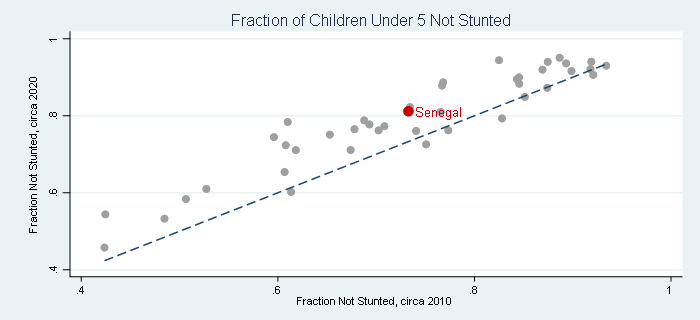 Fraction of Children Under 5 Not Stunted
Fraction Not Stunted, circa 2020
1
.8
.6
.4
Senegal
.4 .6 .8 1
Fraction Not Stunted, circa 2010